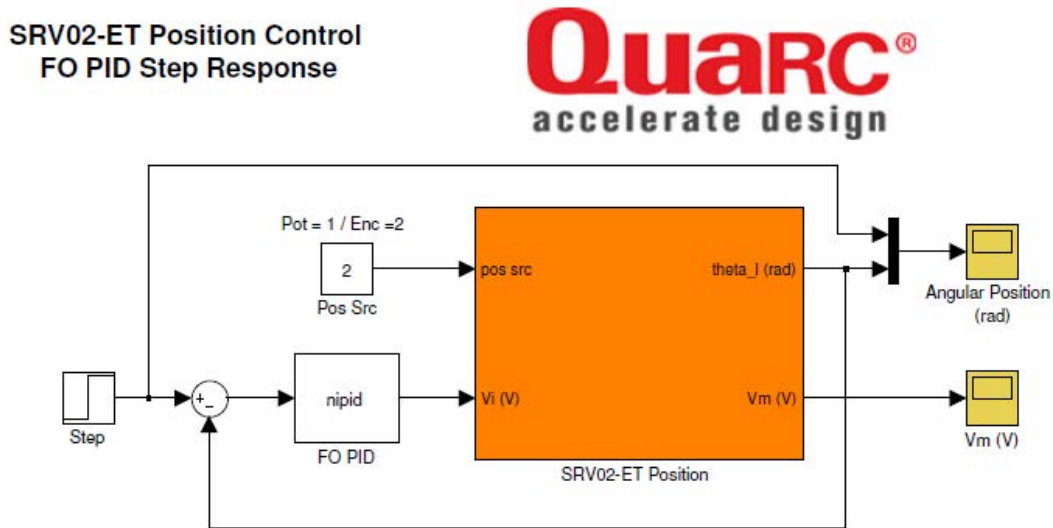 SRV02-ET Position Control
FO PID Step Response
QuaRC®
accelerate design
Pot = 1 / Enc =2
2
Pos Src
pos src
theta_l (rad)
Angular Position
(rad)
Step
+
-
nipid
FO PID
Vi (V)
Vm (V)
SRV02-ET Position
Vm (V)